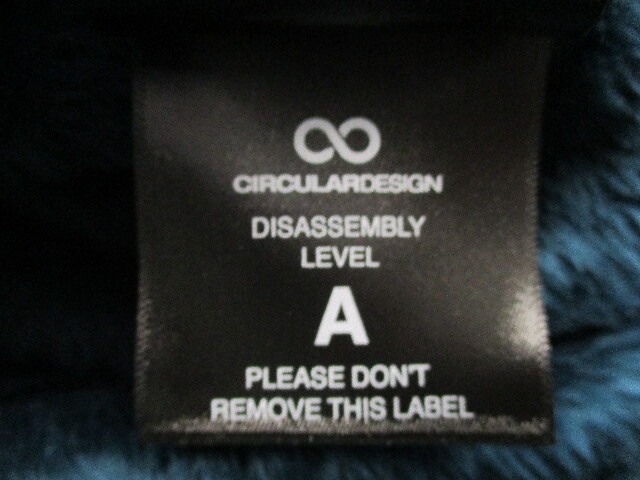 CIRCULARDESIGN
DISASSEMBLY
LEVEL
A
PLEASE DON'T
REMOVE THIS LABEL